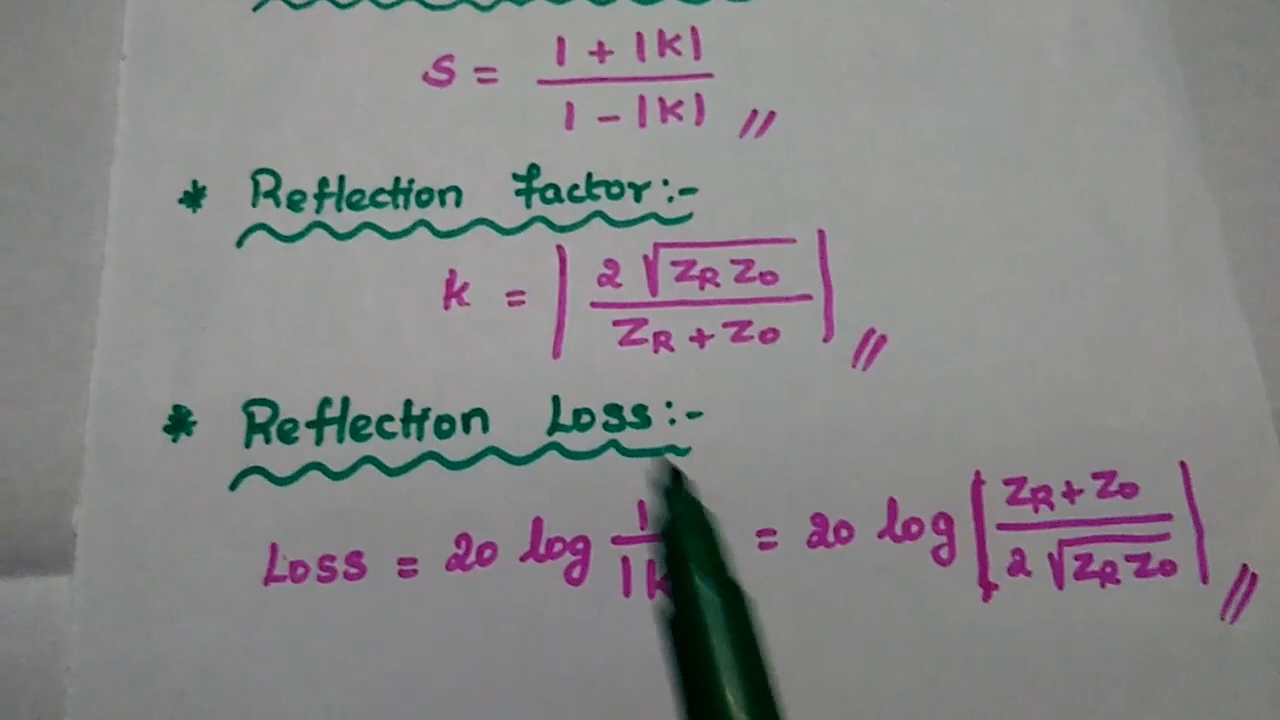 S = 1 + |K| / 1 - |K| //
* Reflection factor:-
k = | 2 √ZR Z0 / ZR + Z0 | //
* Reflection Loss:-
Loss = 20 log 1 / |k = 20 log | ZR + Z0 / 2 √ZR Z0 | //